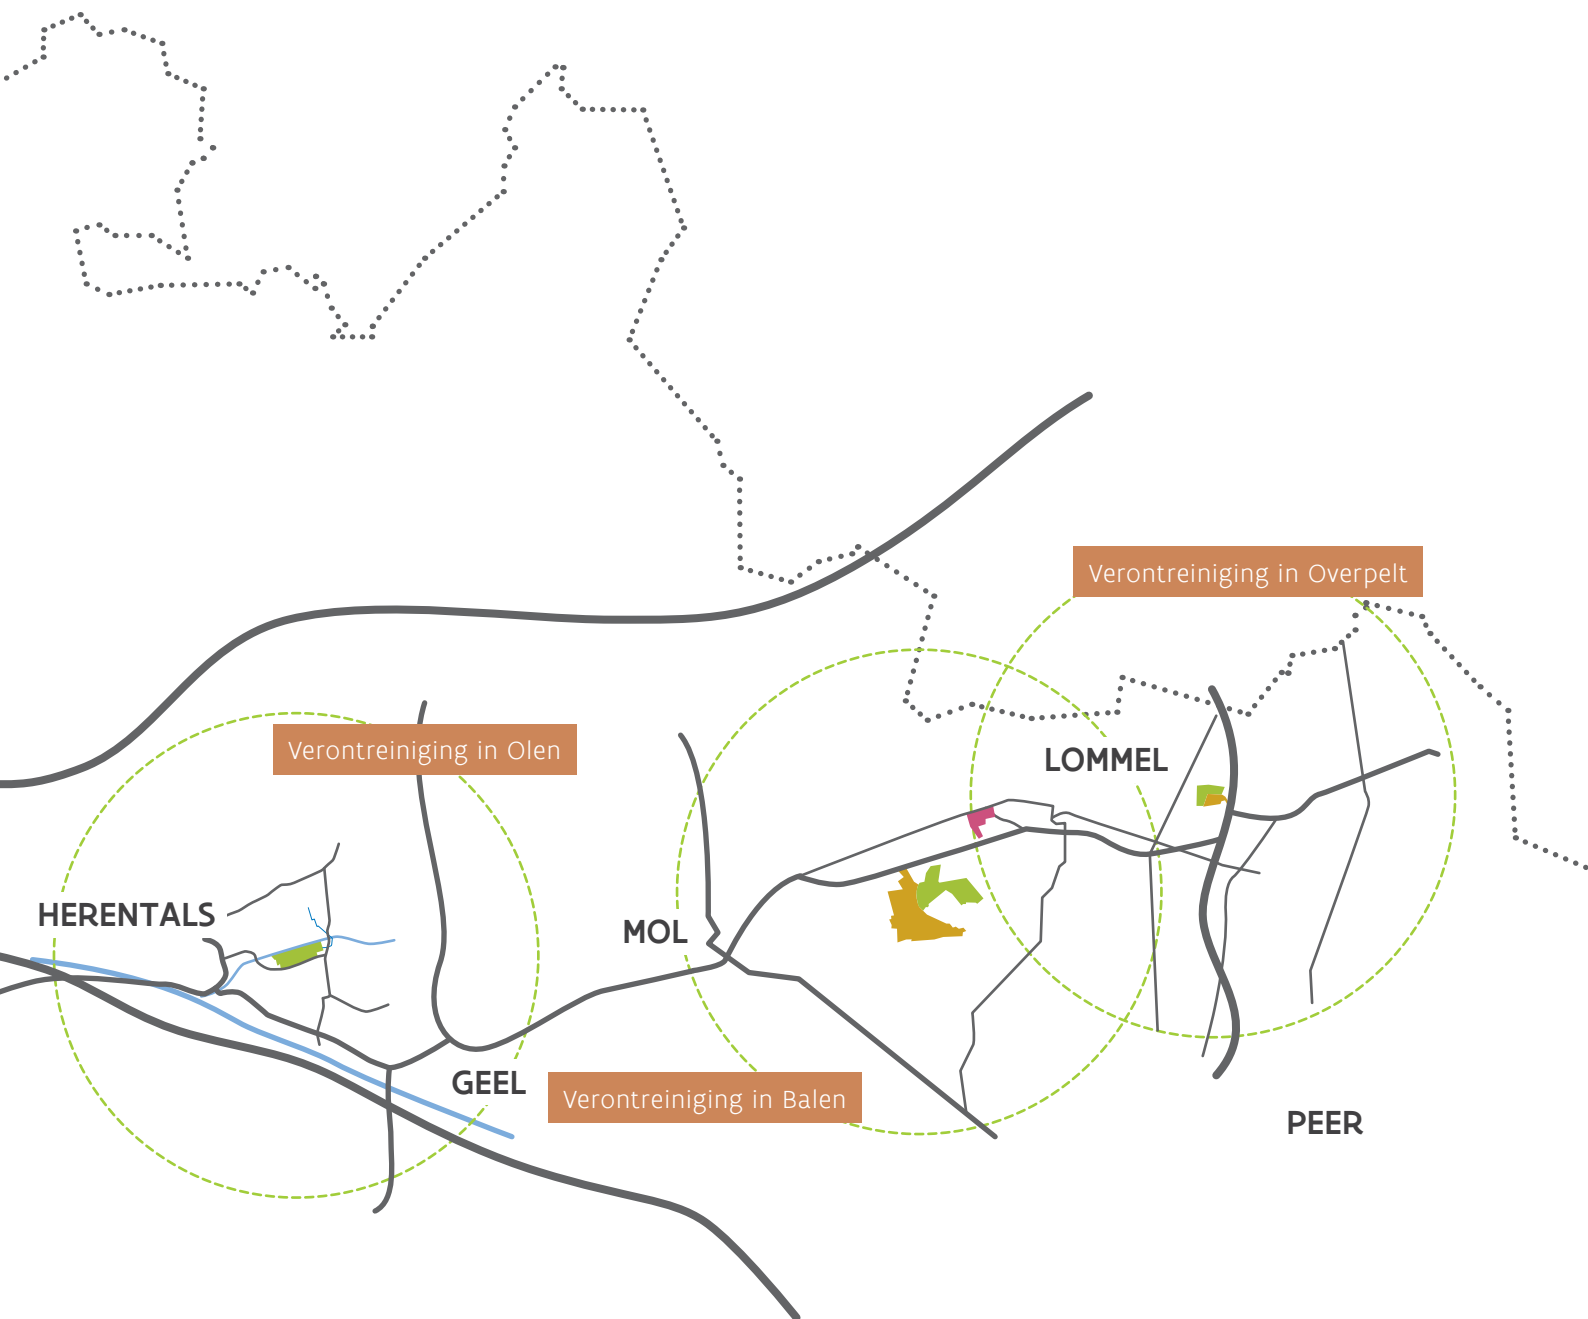 Verontreiniging in Overpelt
Verontreiniging in Olen
LOMMEL
HERENTALS
MOL
GEEL
Verontreiniging in Balen
PEER